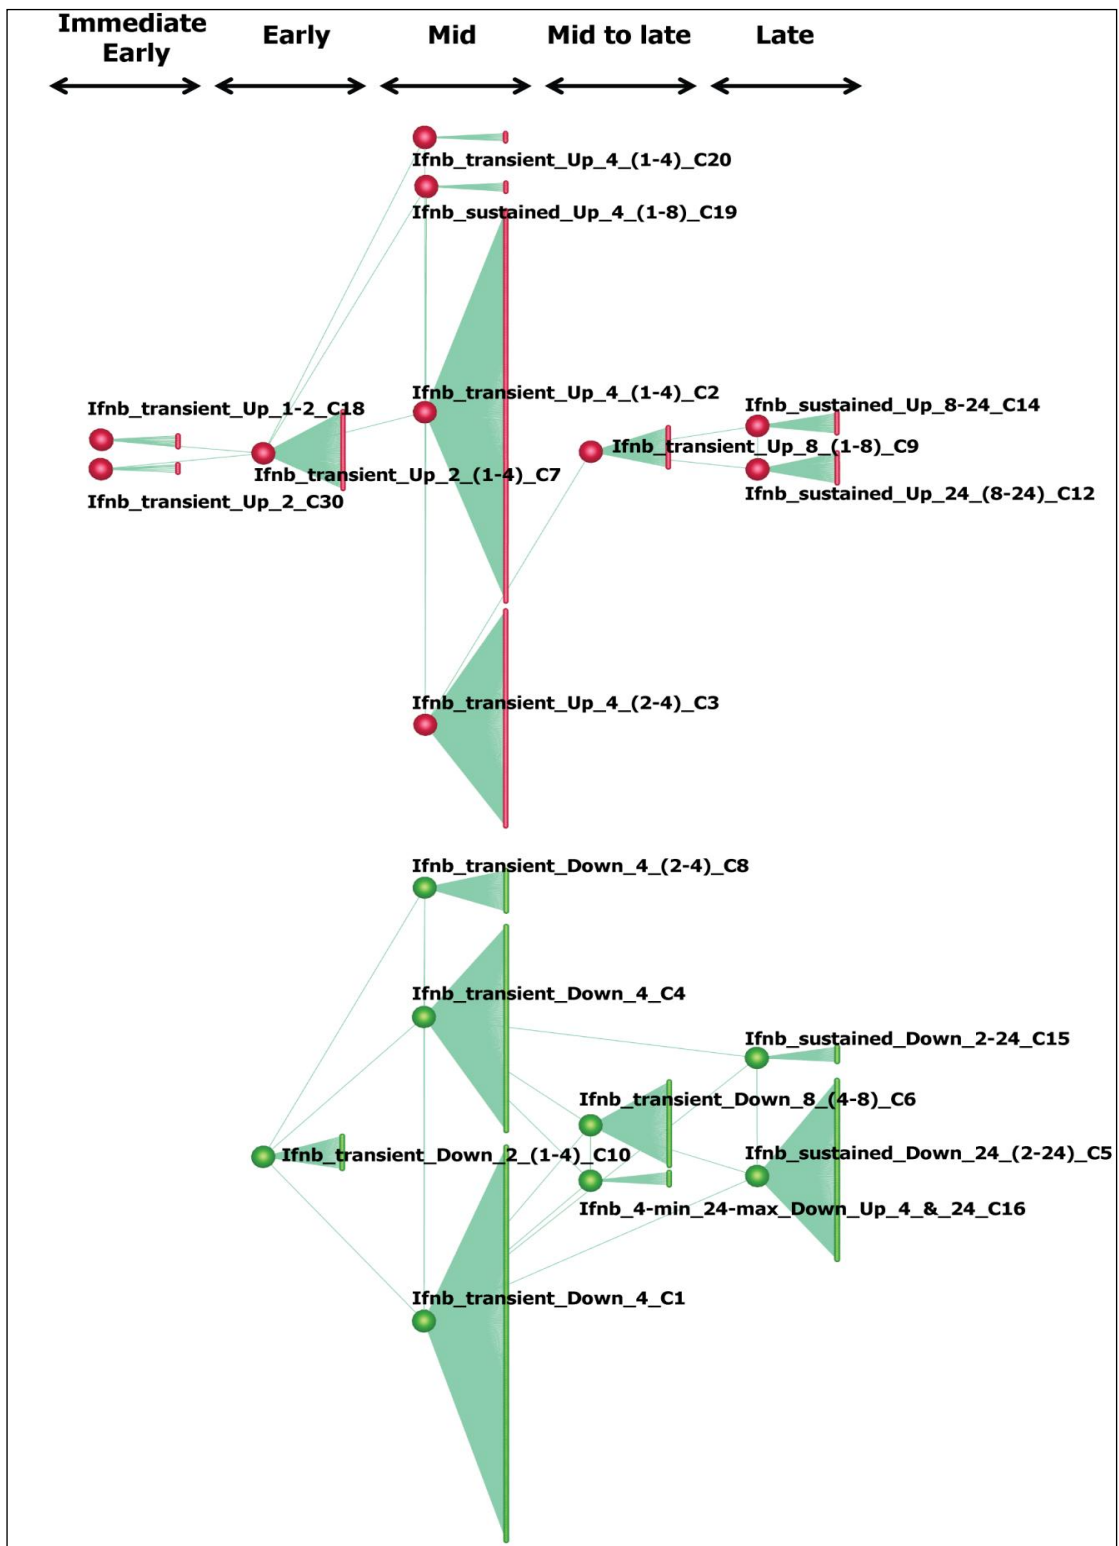 Immediate
Early
Early
Mid
Mid to late
Late
Ifnb_transient_Up_4_(1-4)_C20
Ifnb_sustained_Up_4_(1-8)_C19
Ifnb_transient_Up_4_(1-4)_C2
Ifnb_transient_Up_1-2_C18
Ifnb_sustained_Up_8-24_C14
Ifnb_transient_Up_8_(1-8)_C9
Ifnb_transient_Up_2_(1-4)_C7
Ifnb_sustained_Up_24_(8-24)_C12
Ifnb_transient_Up_2_C30
Ifnb_transient_Up_4_(2-4)_C3
Ifnb_transient_Down_4_(2-4)_C8
Ifnb_transient_Down_4_C4
Ifnb_sustained_Down_2-24_C15
Ifnb_transient_Down_8_(4-8)_C6
Ifnb_transient_Down_2_(1-4)_C10
Ifnb_sustained_Down_24_(2-24)_C5
Ifnb_4-min_24-max_Down_Up_4_&_24_C16
Ifnb_transient_Down_4_C1